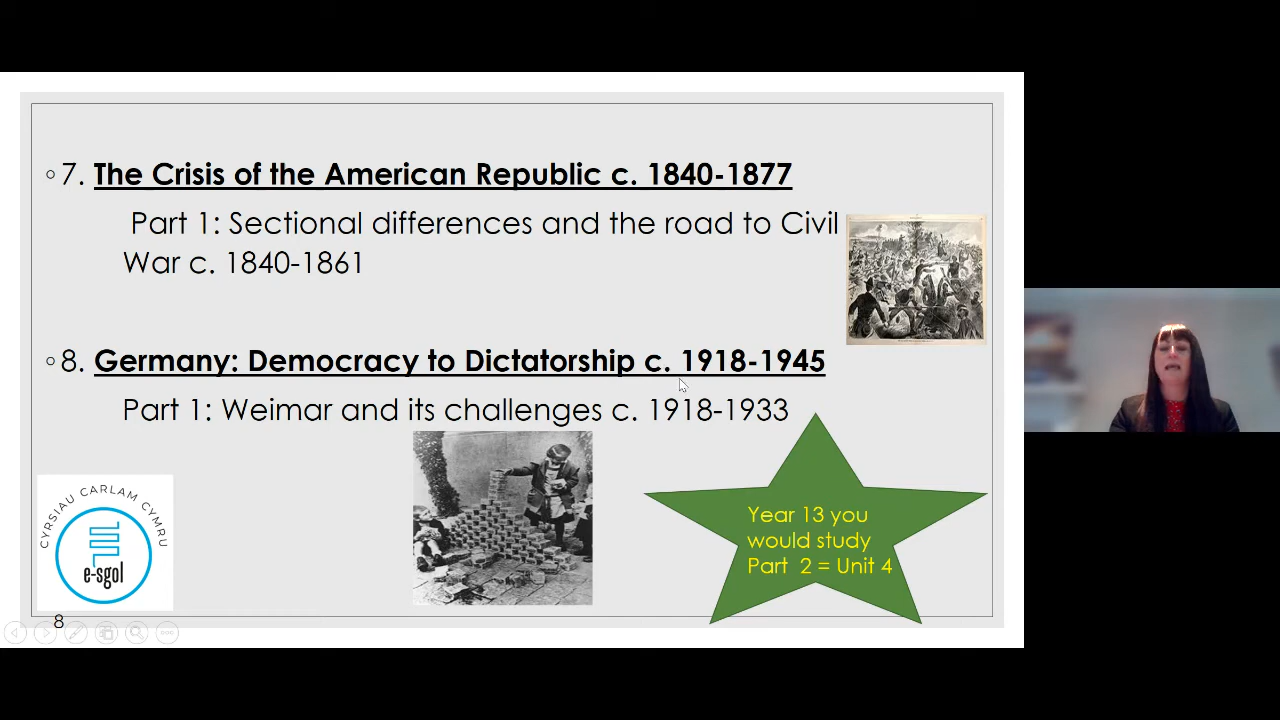 ◦ 7. The Crisis of the American Republic c. 1840-1877
Part 1: Sectional differences and the road to Civil
War c. 1840-1861
◦ 8. Germany: Democracy to Dictatorship c. 1918-1945
Part 1: Weimar and its challenges c. 1918-1933
Year 13 you
would study
Part 2 = Unit 4
CYRSIAU CARLAM CYMRU
e-sgol
8